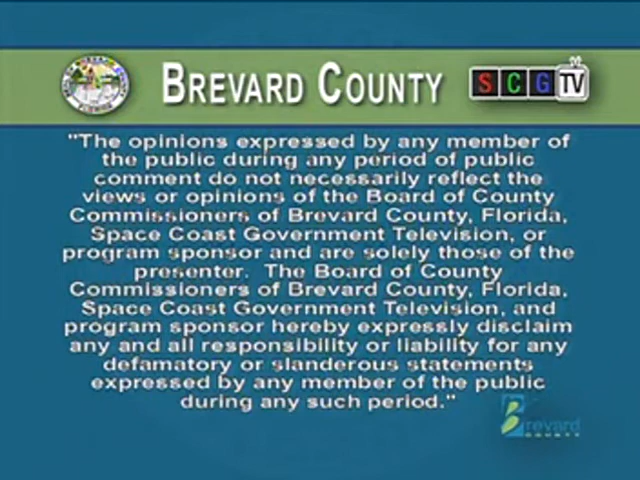 BREVARD COUNTY
SCGTV
"The opinions expressed by any member of
the public during any period of public
comment do not necessarily reflect the
views or opinions of the Board of County
Commissioners of Brevard County, Florida,
Space Coast Government Television, or
program sponsor and are solely those of the
presenter. The Board of County
Commissioners of Brevard County, Florida,
Space Coast Government Television, and
program sponsor hereby expressly disclaim
any and all responsibility or liability for any
defamatory or slanderous statements
expressed by any member of the public
during any such period."
Brevard
COUNTY